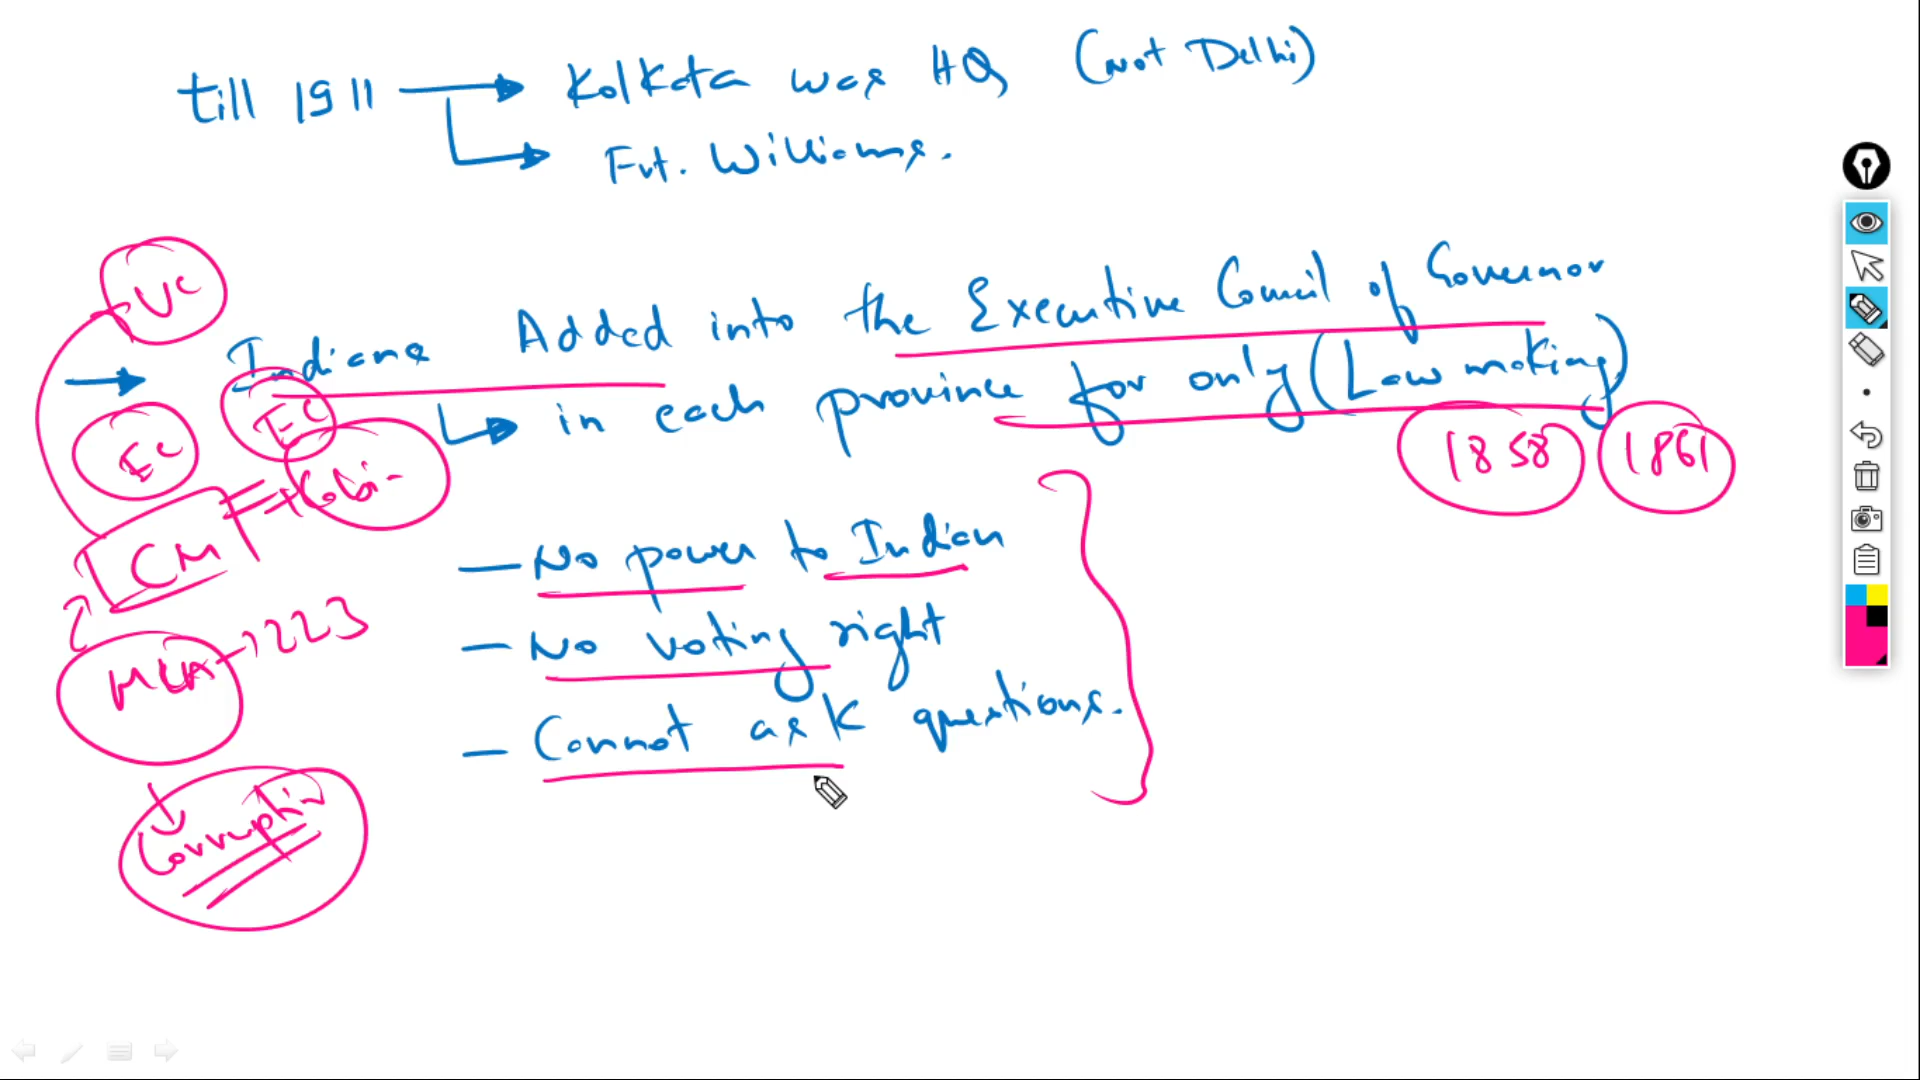 till 1911 → Kolkata was HQ (Not Delhi)
→ Frt. Williams.
VC
→ Indians Added into the Executive Council of Governor
EC
↳ in each province for only (Law making)
EC
1858 1861
CM
— No power to Indian
— No voting right
MLA → 223
— Cannot ask questions.
Corruption